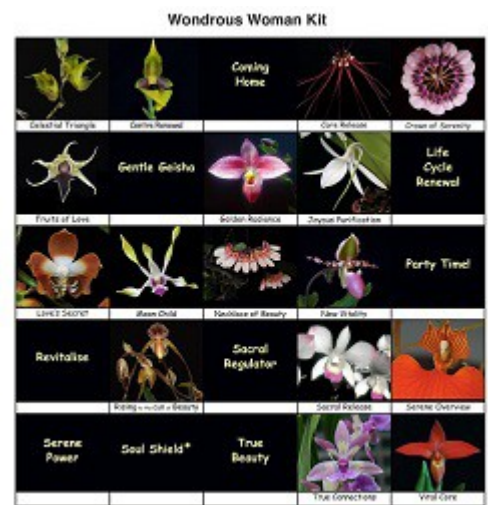 Wondrous Woman Kit
Coming
Home
Celestial Triangle
Core Release
Crown of Serenity
Gentle Geisha
Life
Cycle
Renewal
Fruits of Love
Golden Radiance
Joyous Purification
Party Time!
Love's Secret
Moon Child
Necklace of Beauty
New Vitality
Revitalise
Sacral
Regulator
Rising to the Call of Beauty
Sacral Release
Serene Overview
Serene
Power
Soul Shield*
True
Beauty
True Connections
Vital Core